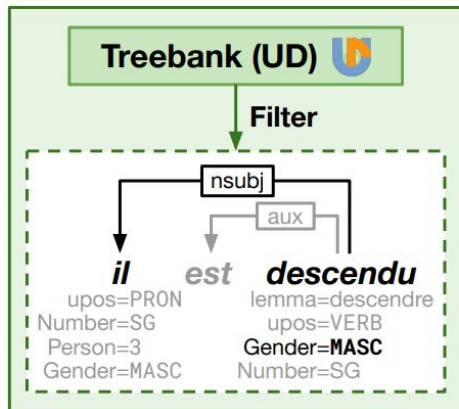 Treebank (UD)
Filter
nsubj
aux
il est descendu
upos=PRON lemma=descendre
Number=SG upos=VERB
Person=3 Gender=MASC
Gender=MASC Number=SG